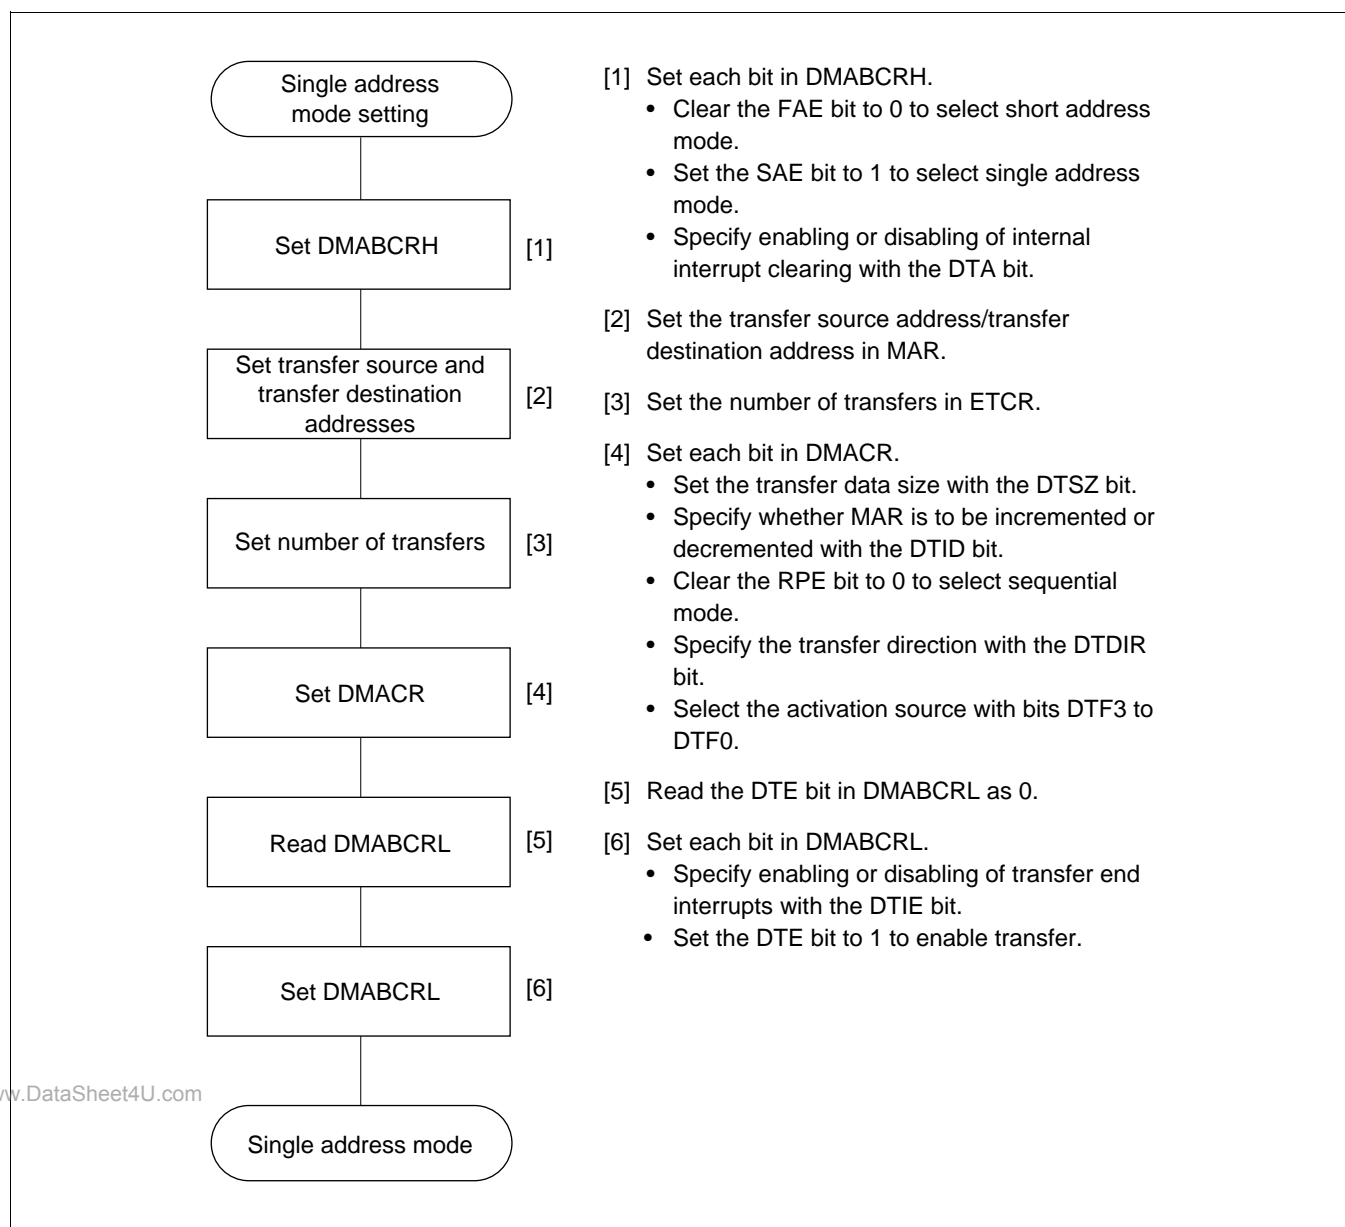 Single address
mode setting
Set DMABCRH [1]
Set transfer source and
transfer destination
addresses
[2]
Set number of transfers [3]
Set DMACR [4]
Read DMABCRL [5]
Set DMABCRL [6]
Single address mode
[1] Set each bit in DMABCRH.
• Clear the FAE bit to 0 to select short address
mode.
• Set the SAE bit to 1 to select single address
mode.
• Specify enabling or disabling of internal
interrupt clearing with the DTA bit.
[2] Set the transfer source address/transfer
destination address in MAR.
[3] Set the number of transfers in ETCR.
[4] Set each bit in DMACR.
• Set the transfer data size with the DTSZ bit.
• Specify whether MAR is to be incremented or
decremented with the DTID bit.
• Clear the RPE bit to 0 to select sequential
mode.
• Specify the transfer direction with the DTDIR
bit.
• Select the activation source with bits DTF3 to
DTF0.
[5] Read the DTE bit in DMABCRL as 0.
[6] Set each bit in DMABCRL.
• Specify enabling or disabling of transfer end
interrupts with the DTIE bit.
• Set the DTE bit to 1 to enable transfer.
w.DataSheet4U.com